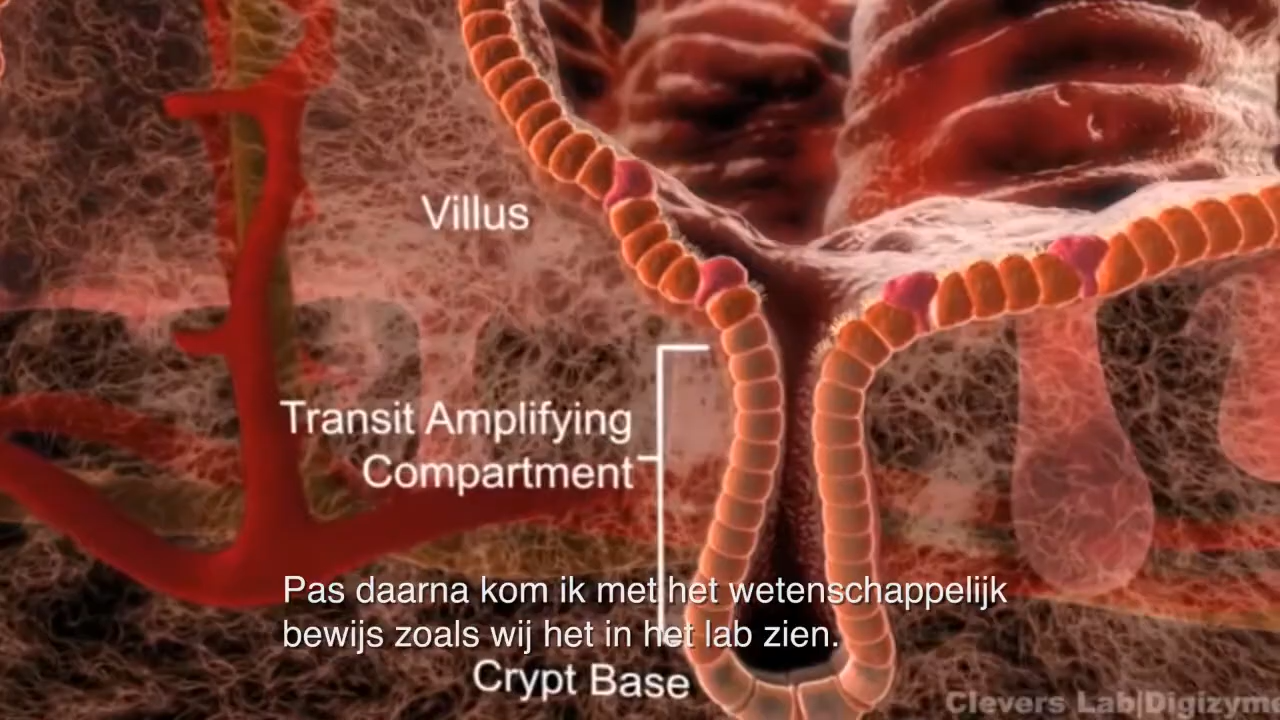 Villus
Transit Amplifying
Compartment
Pas daarna kom ik met het wetenschappelijk
bewijs zoals wij het in het lab zien.
Crypt Base
Clevers Lab|Digizyme